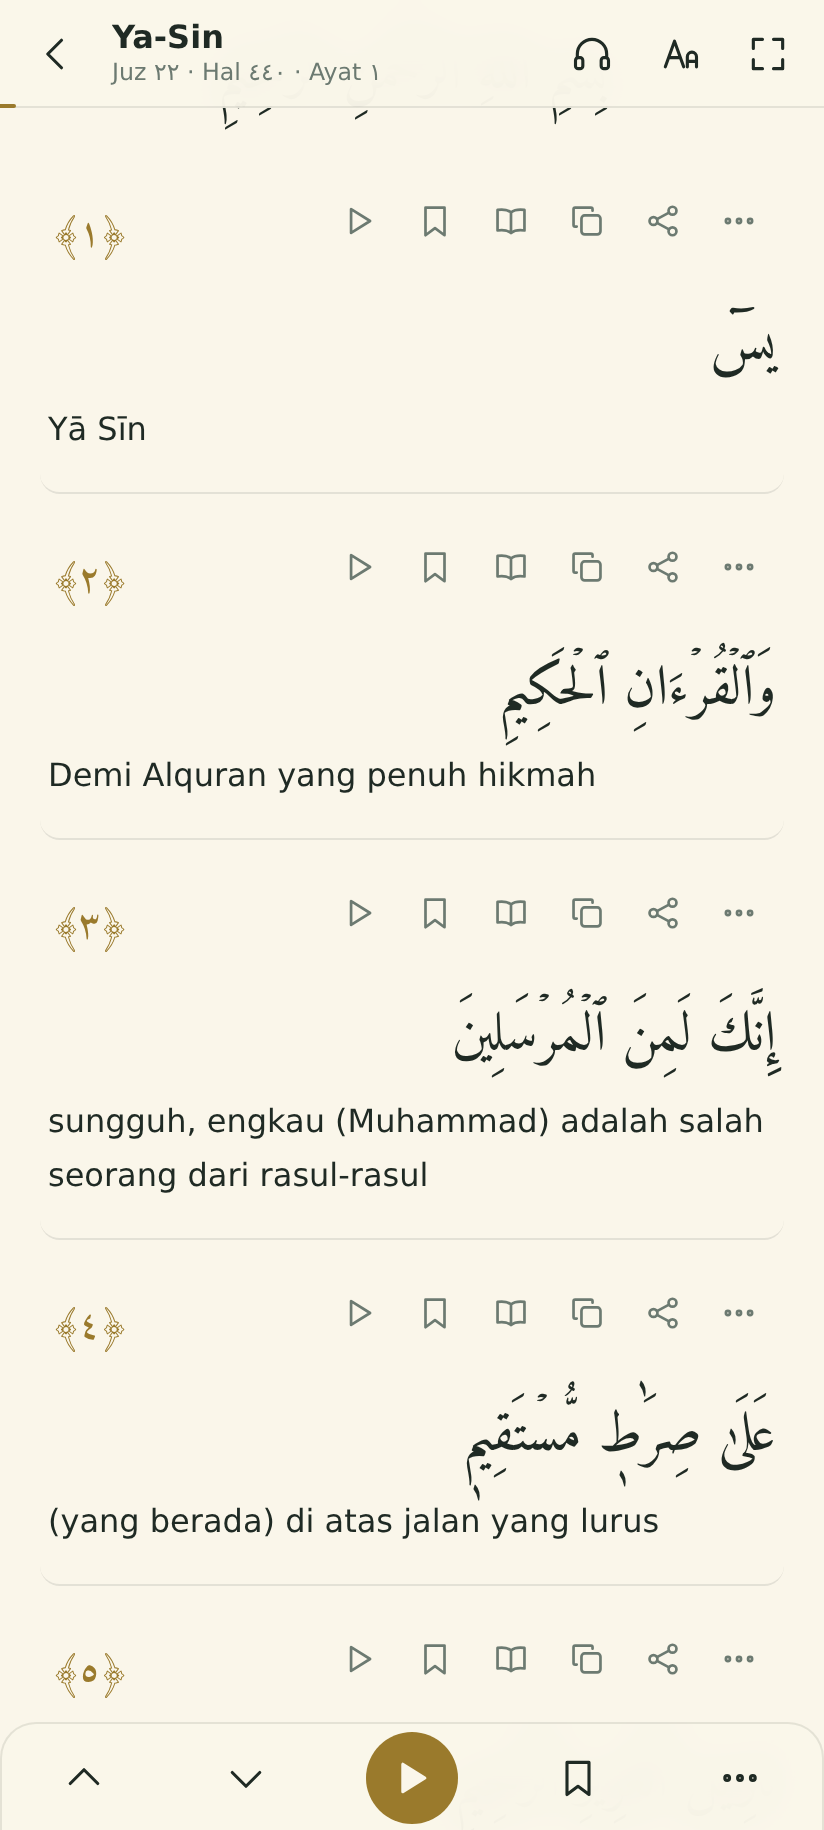 Ya-Sin
Juz ٢٢ · Hal ٤٤٠ · Ayat ١
﴿١﴾
يسٓ
Yā Sīn
﴿٢﴾
وَٱلۡقُرۡءَانِ ٱلۡحَكِيمِ
Demi Alquran yang penuh hikmah
﴿٣﴾
إِنَّكَ لَمِنَ ٱلۡمُرۡسَلِينَ
sungguh, engkau (Muhammad) adalah salah
seorang dari rasul-rasul
﴿٤﴾
عَلَىٰ صِرَٰطٖ مُّسۡتَقِيمٖ
(yang berada) di atas jalan yang lurus
﴿٥﴾